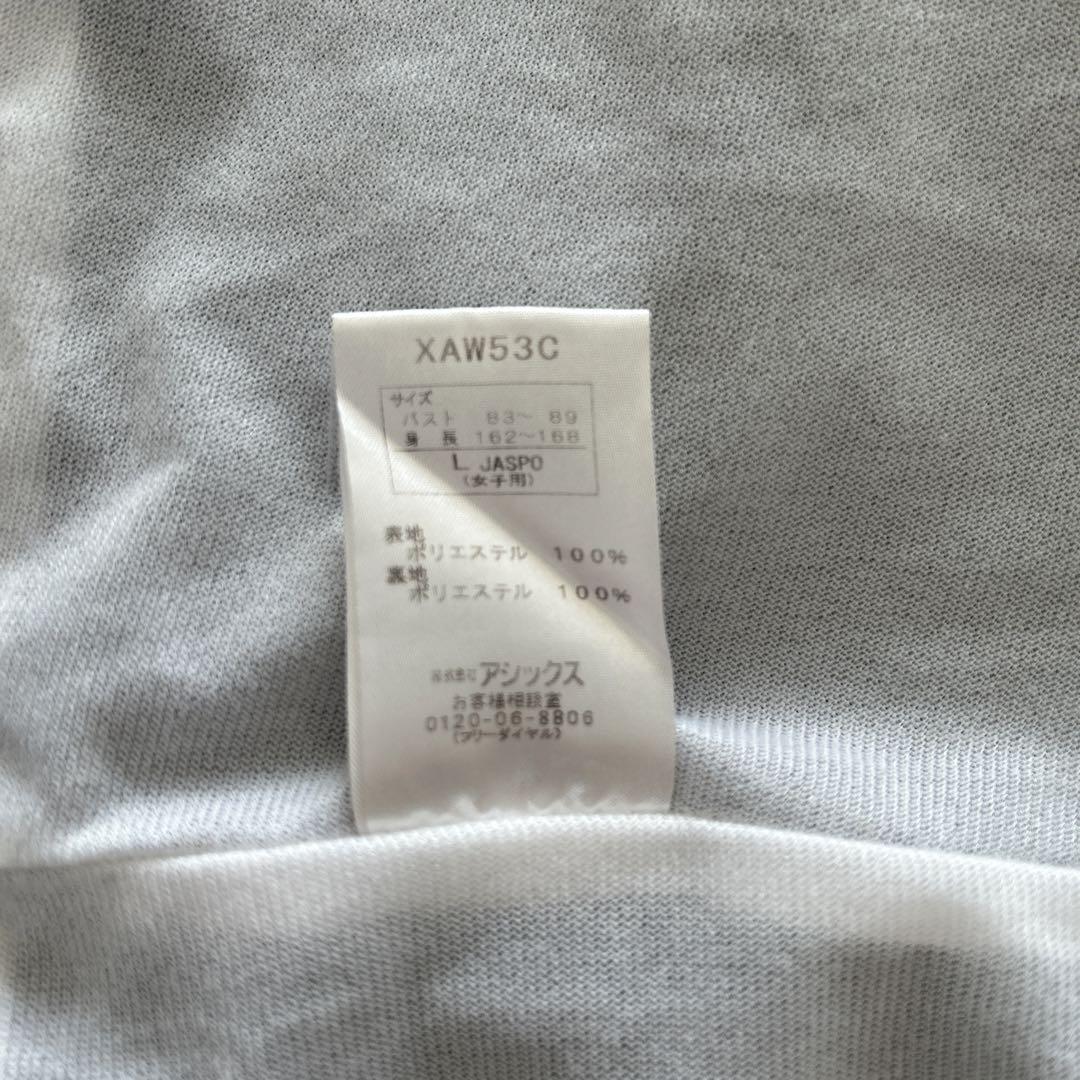 XAW53C
サイズ
バスト 83～ 89
身 長 162～168
L JASPO
(女子用)
表地
ポリエステル 100%
裏地
ポリエステル 100%
株式会社アシックス
お客様相談室
0120-06-8806
(フリーダイヤル)